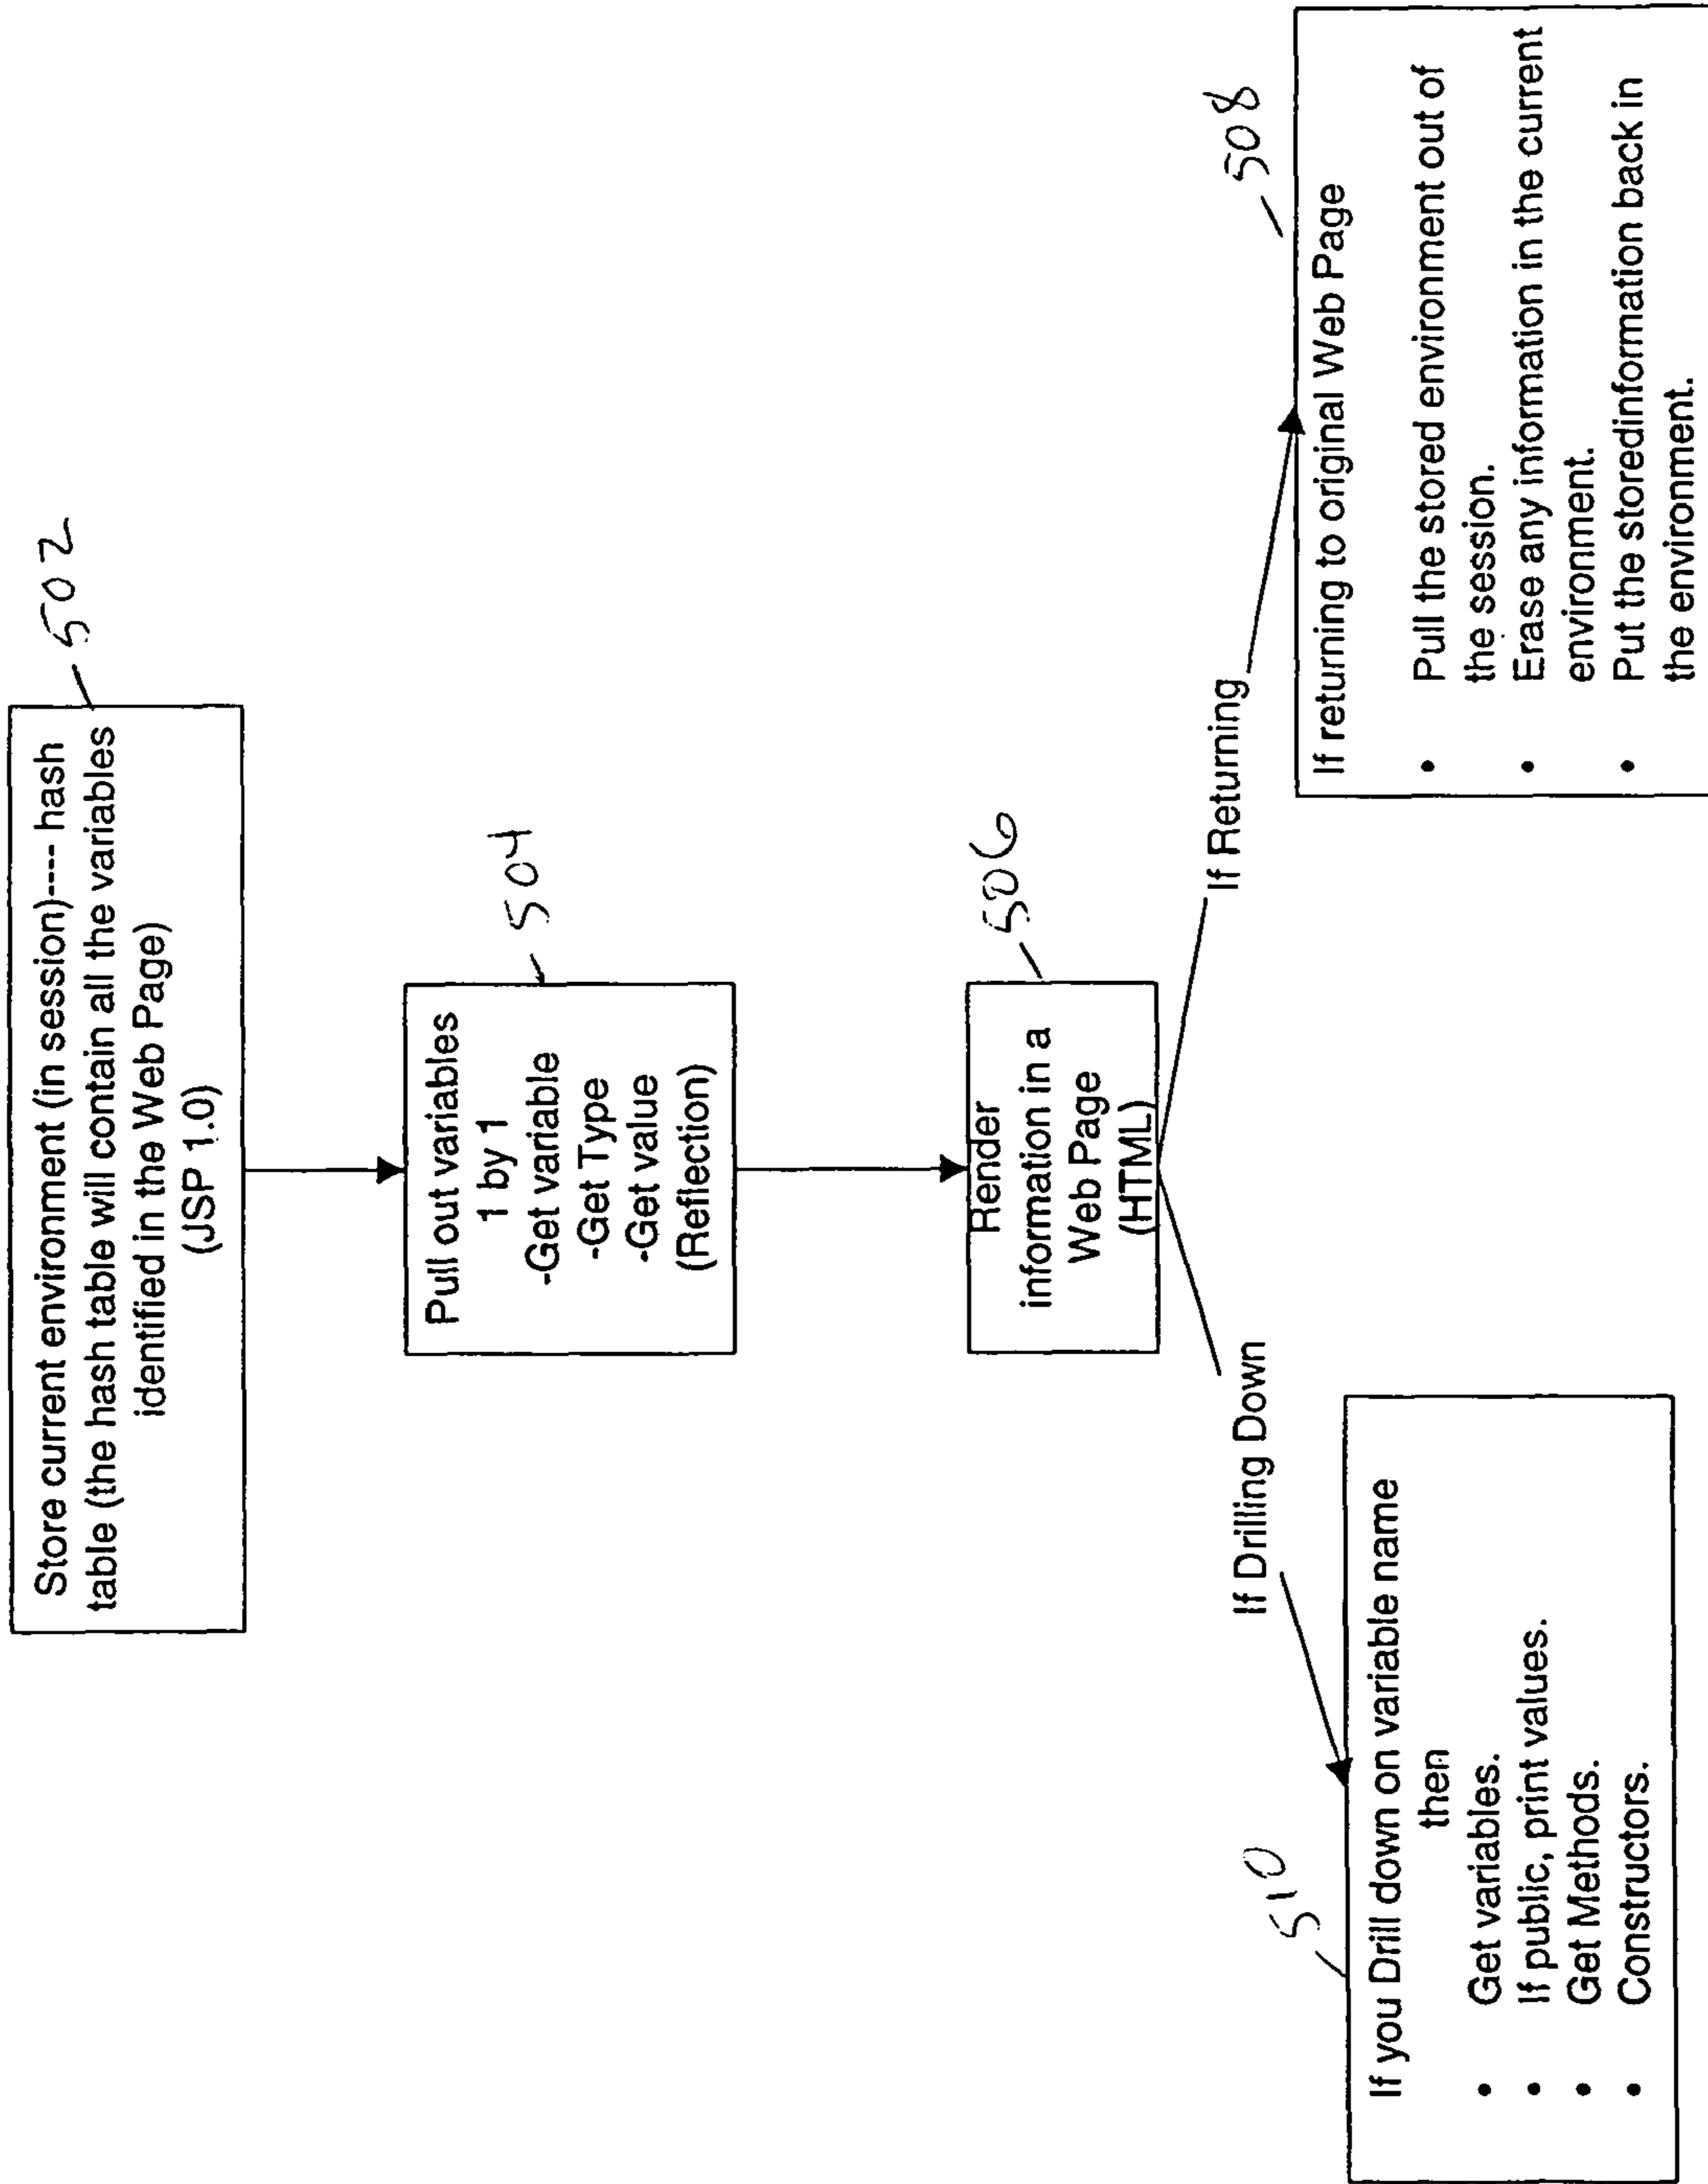 Store current environment (in session)---- hash
table (the hash table will contain all the variables
identified in the Web Page)
(JSP 1.0)
502
Pull out variables
1 by 1
-Get variable
-Get Type
-Get value
(Reflection)
504
Render
information in a
Web Page
(HTML)
506
If Drilling Down
If Returning
510
If you Drill down on variable name
then
• Get variables.
• If public, print values.
• Get Methods.
• Constructors.
508
If returning to original Web Page
• Pull the stored environment out of
the session.
• Erase any information in the current
environment.
• Put the storedinformation back in
the environment.